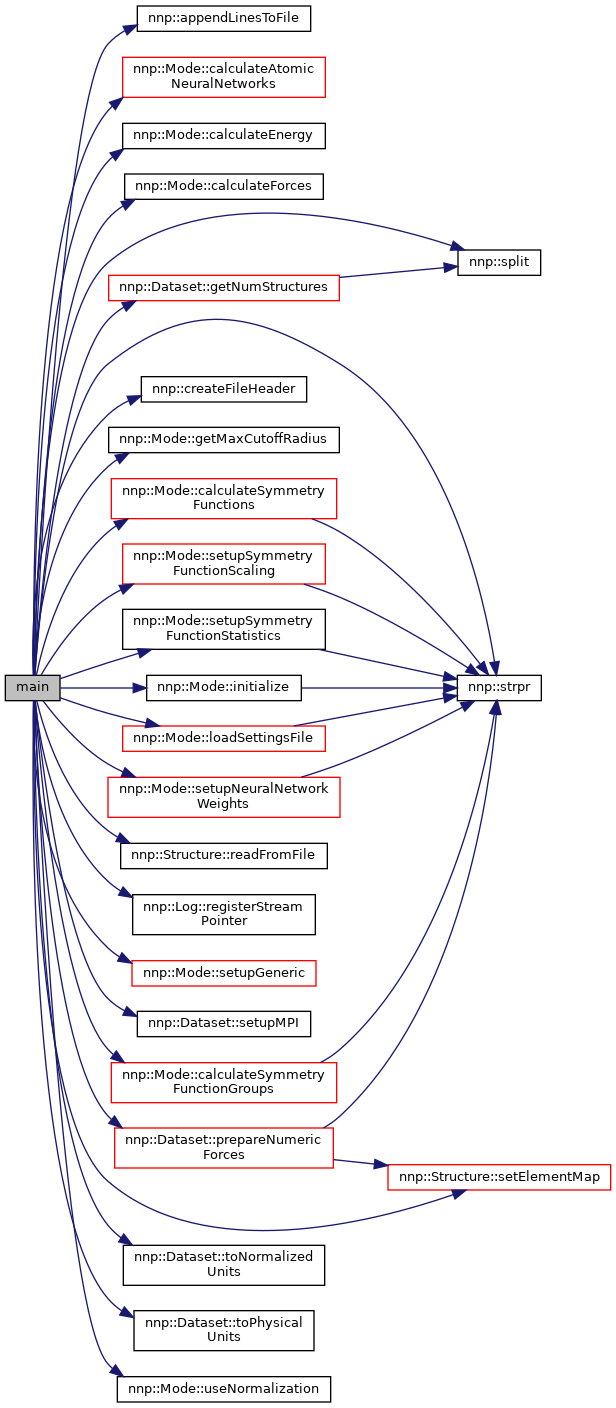 nnp::appendLinesToFile
nnp::Mode::calculateAtomic
NeuralNetworks
nnp::Mode::calculateEnergy
nnp::Mode::calculateForces
nnp::split
nnp::Dataset::getNumStructures
nnp::createFileHeader
nnp::Mode::getMaxCutoffRadius
nnp::Mode::calculateSymmetry
Functions
nnp::Mode::setupSymmetry
FunctionScaling
nnp::Mode::setupSymmetry
FunctionStatistics
main
nnp::Mode::initialize
nnp::strpr
nnp::Mode::loadSettingsFile
nnp::Mode::setupNeuralNetwork
Weights
nnp::Structure::readFromFile
nnp::Log::registerStream
Pointer
nnp::Mode::setupGeneric
nnp::Dataset::setupMPI
nnp::Mode::calculateSymmetry
FunctionGroups
nnp::Dataset::prepareNumeric
Forces
nnp::Structure::setElementMap
nnp::Dataset::toNormalized
Units
nnp::Dataset::toPhysical
Units
nnp::Mode::useNormalization